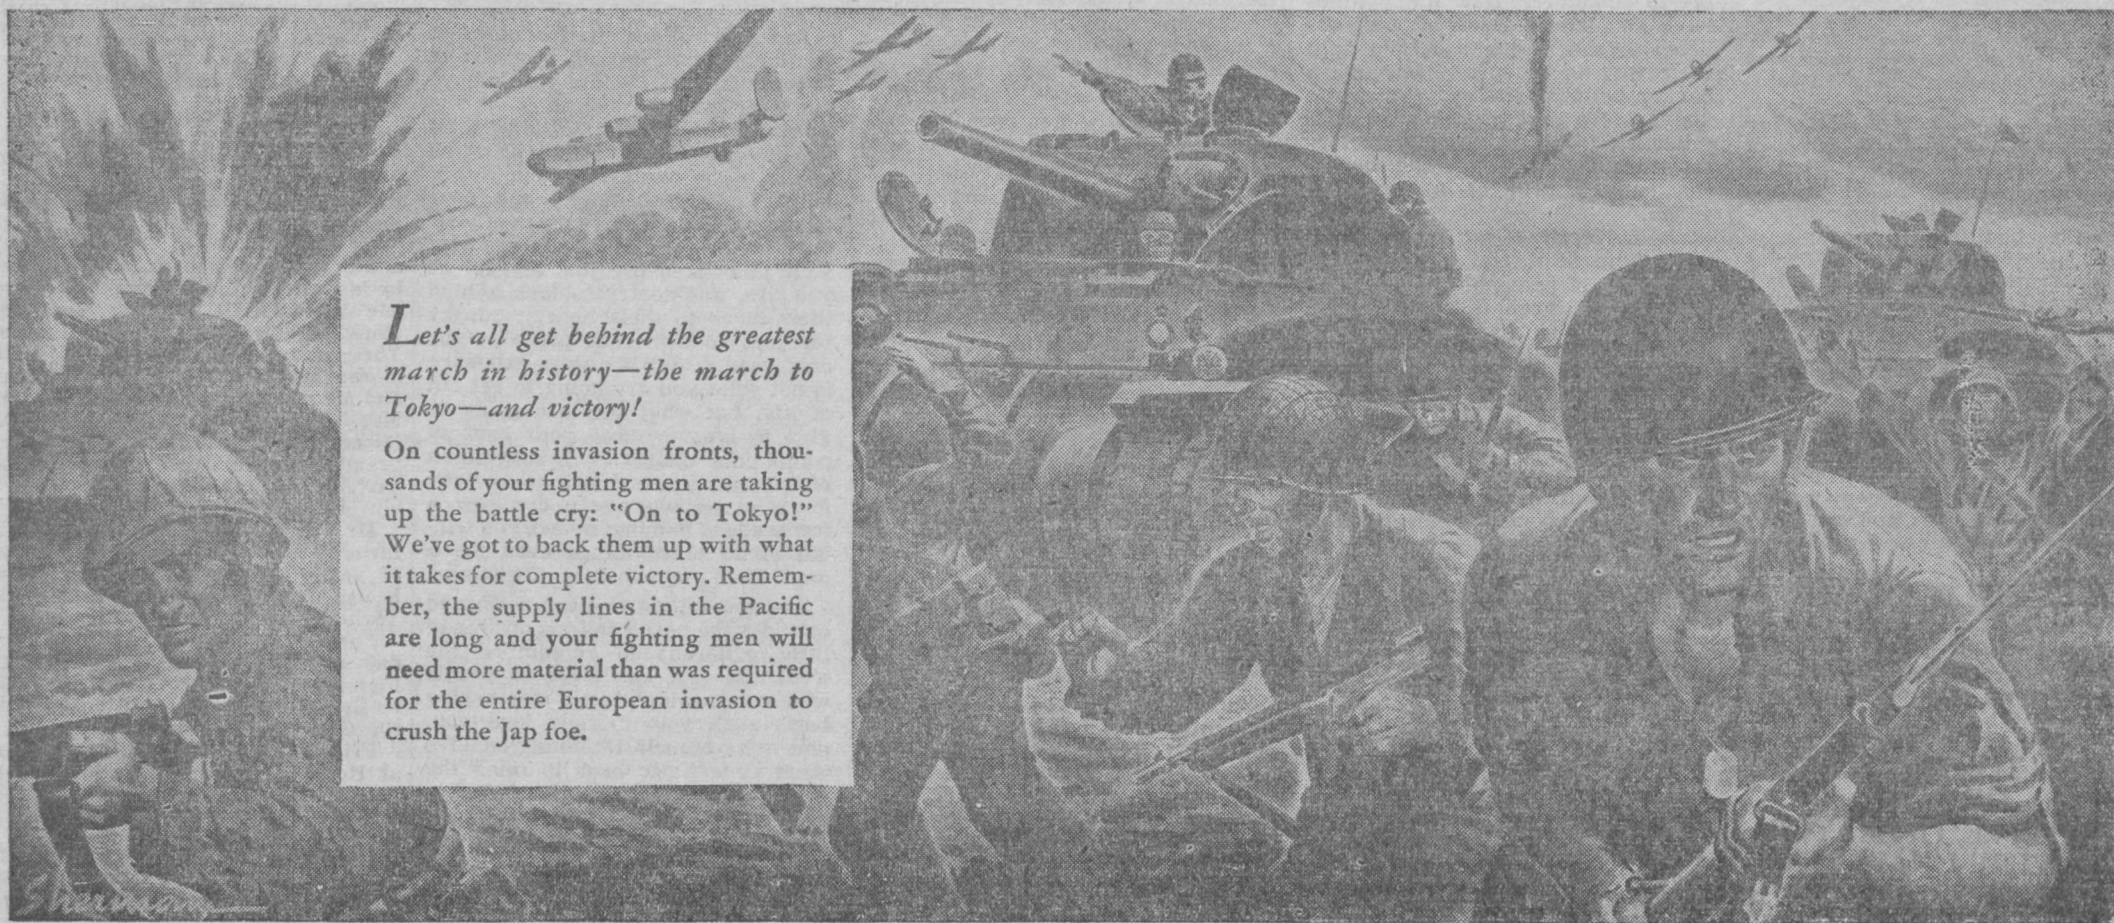 Let's all get behind the greatest
march in history—the march to
Tokyo—and victory!
On countless invasion fronts, thou-
sands of your fighting men are taking
up the battle cry: "On to Tokyo!"
We've got to back them up with what
it takes for complete victory. Remem-
ber, the supply lines in the Pacific
are long and your fighting men will
need more material than was required
for the entire European invasion to
crush the Jap foe.